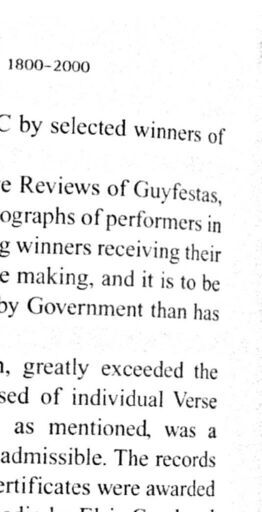 1800-2000
by selected winners of
Reviews of Guyfestas,
ographs of performers in
winners receiving their
making, and it is to be
by Government than has
greatly exceeded the
sed of individual Verse
as mentioned, was a
admissible. The records
ertificates were awarded